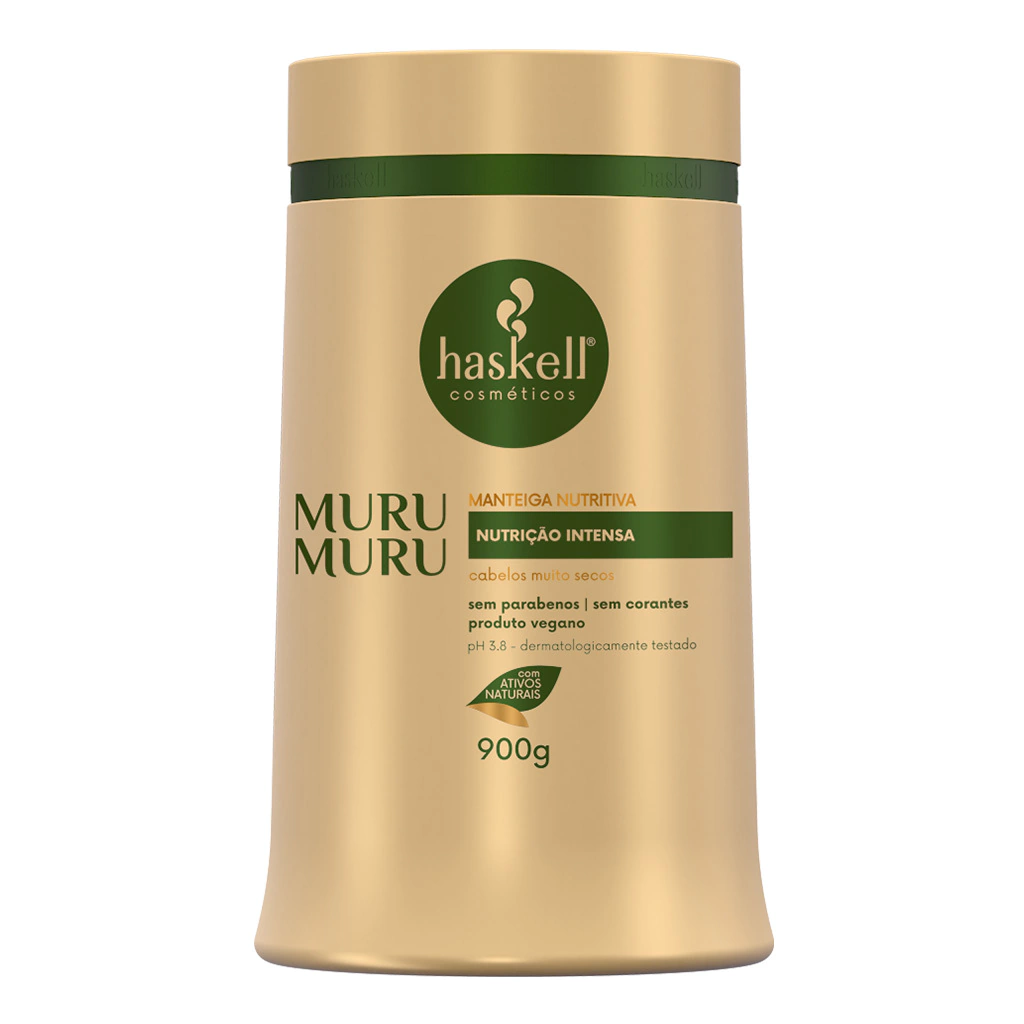 haskell haskell
haskell®
cosméticos
MURU
MURU
MANTEIGA NUTRITIVA
NUTRIÇÃO INTENSA
cabelos muito secos
sem parabenos | sem corantes
produto vegano
pH 3.8 - dermatologicamente testado
com
ATIVOS
NATURAIS
900g